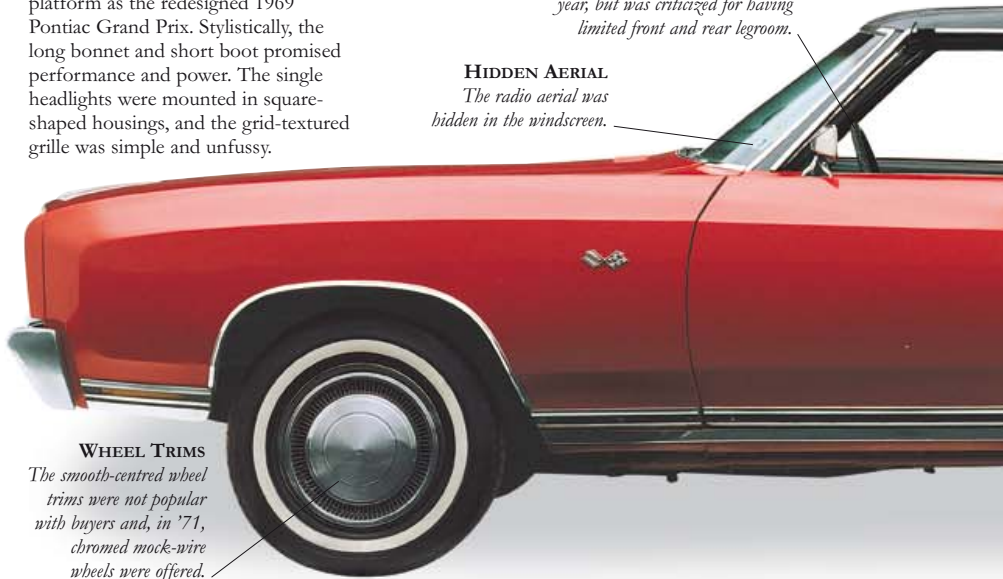 platform as the redesigned 1969
Pontiac Grand Prix. Stylistically, the
long bonnet and short boot promised
performance and power. The single
headlights were mounted in square-
shaped housings, and the grid-textured
grille was simple and unfussy.
year, but was criticized for having
limited front and rear legroom.
HIDDEN AERIAL
The radio aerial was
hidden in the windscreen.
WHEEL TRIMS
The smooth-centred wheel
trims were not popular
with buyers and, in ’71,
chromed mock-wire
wheels were offered.